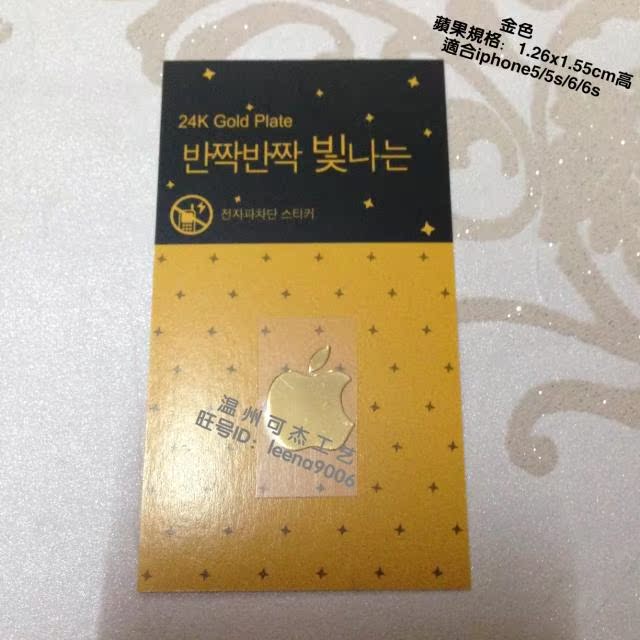 金色
蘋果規格：1.26x1.55cm高
適合iphone5/5s/6/6s
24K Gold Plate
반짝반짝 빛나는
전자파차단 스티커
温州可杰工艺
旺号ID：leena9006